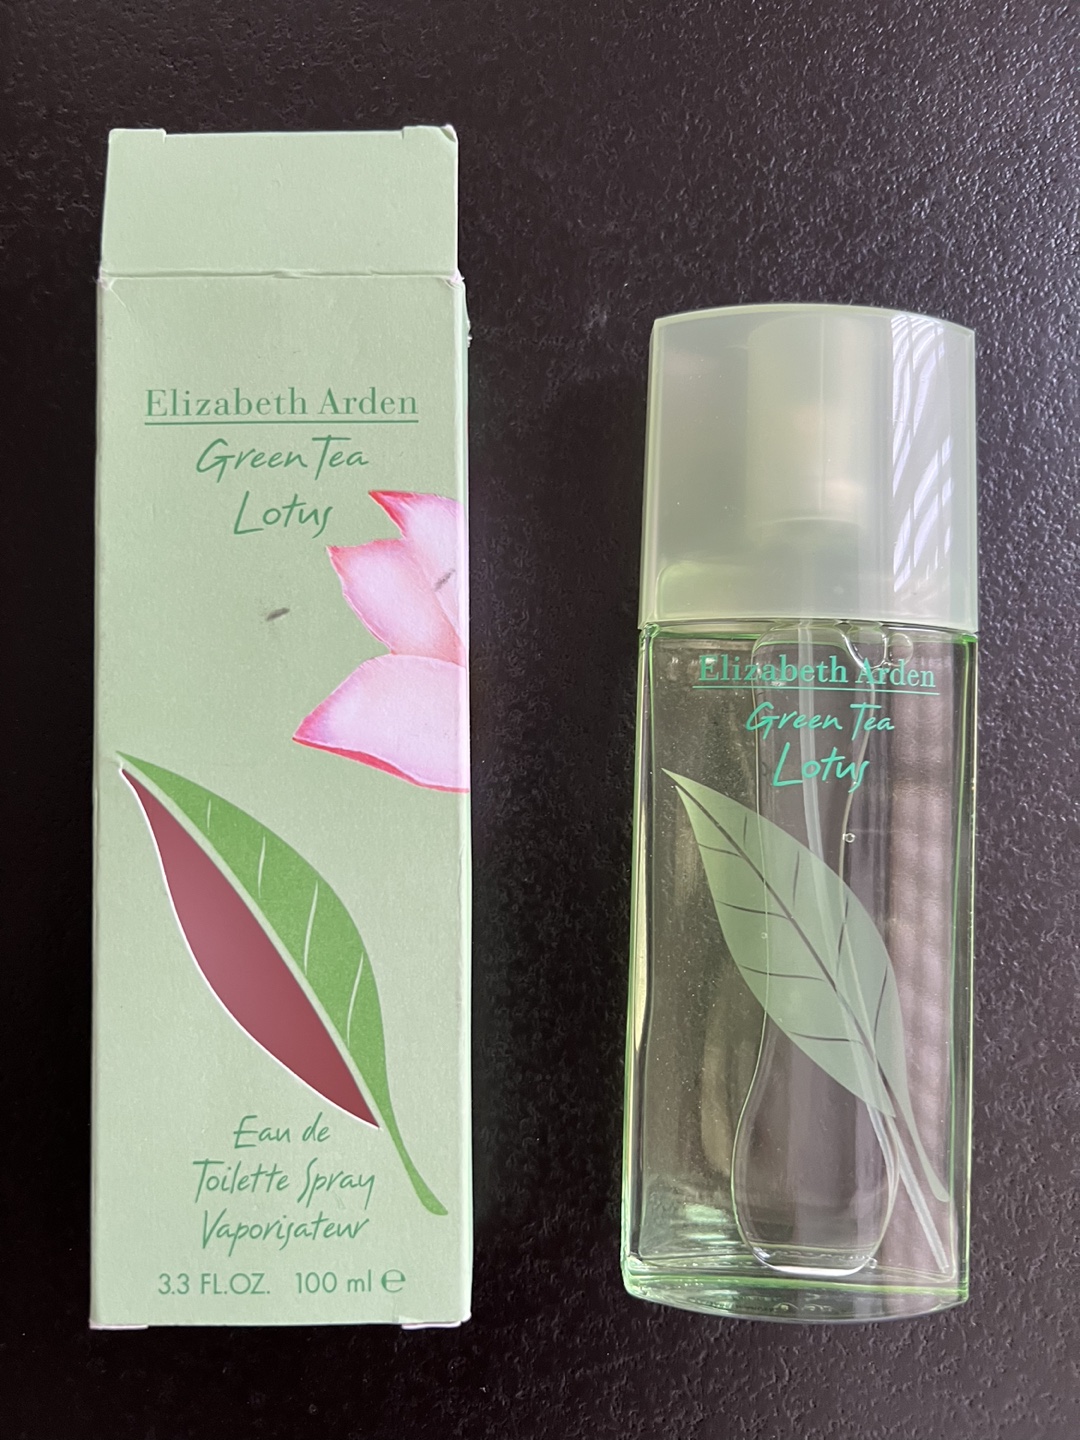 Elizabeth Arden
Green Tea
Lotus
Eau de
Toilette Spray
Vaporisateur
3.3 FL.OZ. 100 ml ℮
Elizabeth Arden
Green Tea
Lotus